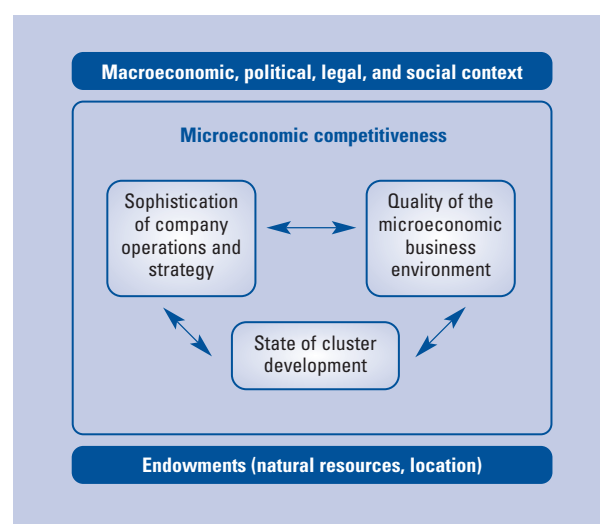 Macroeconomic, political, legal, and social context
Microeconomic competitiveness
Sophistication
of company
operations and
strategy
Quality of the
microeconomic
business
environment
State of cluster
development
Endowments (natural resources, location)